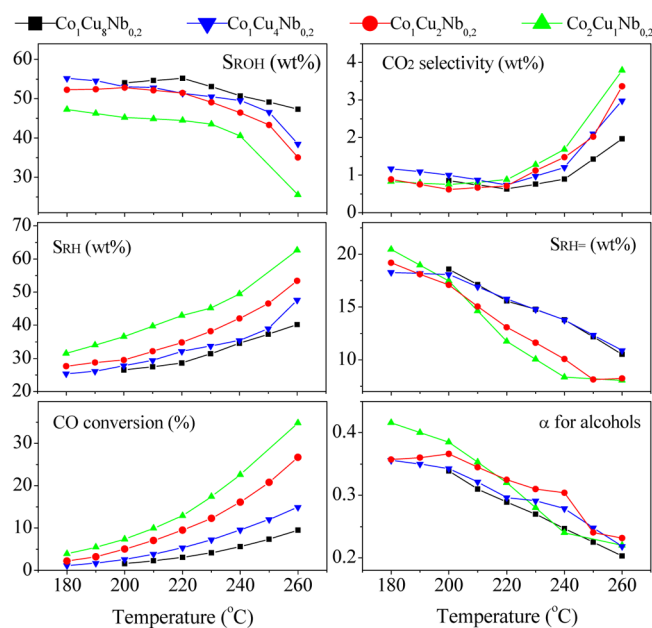 Co1Cu8Nb0,2 Co1Cu4Nb0,2 Co1Cu2Nb0,2 Co2Cu1Nb0,2
SROH (wt%)
60
50
40
30
20
CO2 selectivity (wt%)
4
3
2
1
0
SRH (wt%)
70
60
50
40
30
20
SRH= (wt%)
20
15
10
CO conversion (%)
30
20
10
0
180 200 220 240 260
Temperature (°C)
α for alcohols
0.4
0.3
0.2
180 200 220 240 260
Temperature (°C)